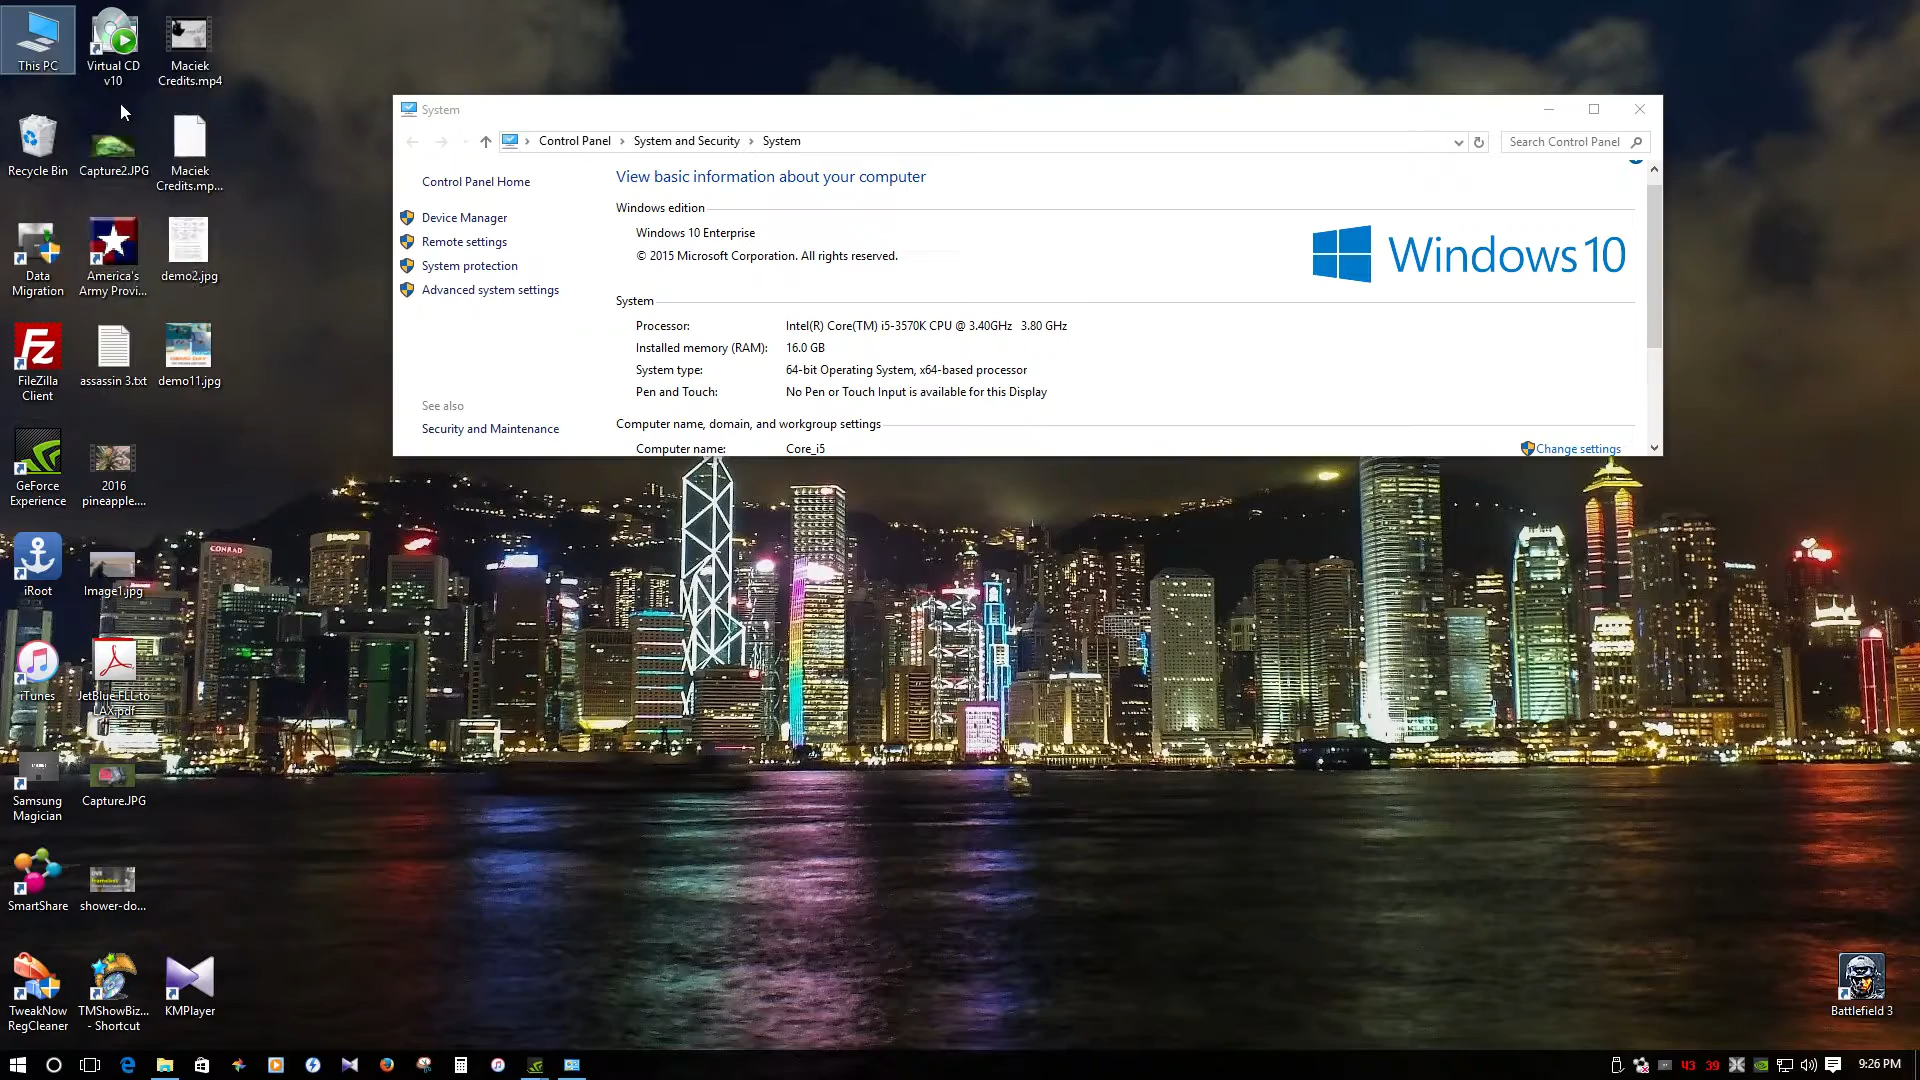 This PC
Virtual CD
v10
Maciek
Credits.mp4
Recycle Bin
Capture2.JPG
Maciek
Credits.mp...
Data
Migration
America's
Army Provi...
demo2.jpg
FileZilla
Client
assassin 3.txt
demo11.jpg
GeForce
Experience
2016
pineapple....
iRoot
Image1.jpg
iTunes
JetBlue FLL to
LAX.pdf
Samsung
Magician
Capture.JPG
SmartShare
shower-do...
TweakNow
RegCleaner
TMShowBiz...
- Shortcut
KMPlayer
System
Control Panel > System and Security > System
Search Control Panel
Control Panel Home
Device Manager
Remote settings
System protection
Advanced system settings
See also
Security and Maintenance
View basic information about your computer
Windows edition
Windows 10 Enterprise
© 2015 Microsoft Corporation. All rights reserved.
Windows 10
System
Processor: Intel(R) Core(TM) i5-3570K CPU @ 3.40GHz 3.80 GHz
Installed memory (RAM): 16.0 GB
System type: 64-bit Operating System, x64-based processor
Pen and Touch: No Pen or Touch Input is available for this Display
Computer name, domain, and workgroup settings
Computer name: Core_i5
Change settings
CONRAD
Battlefield 3
43 39
9:26 PM